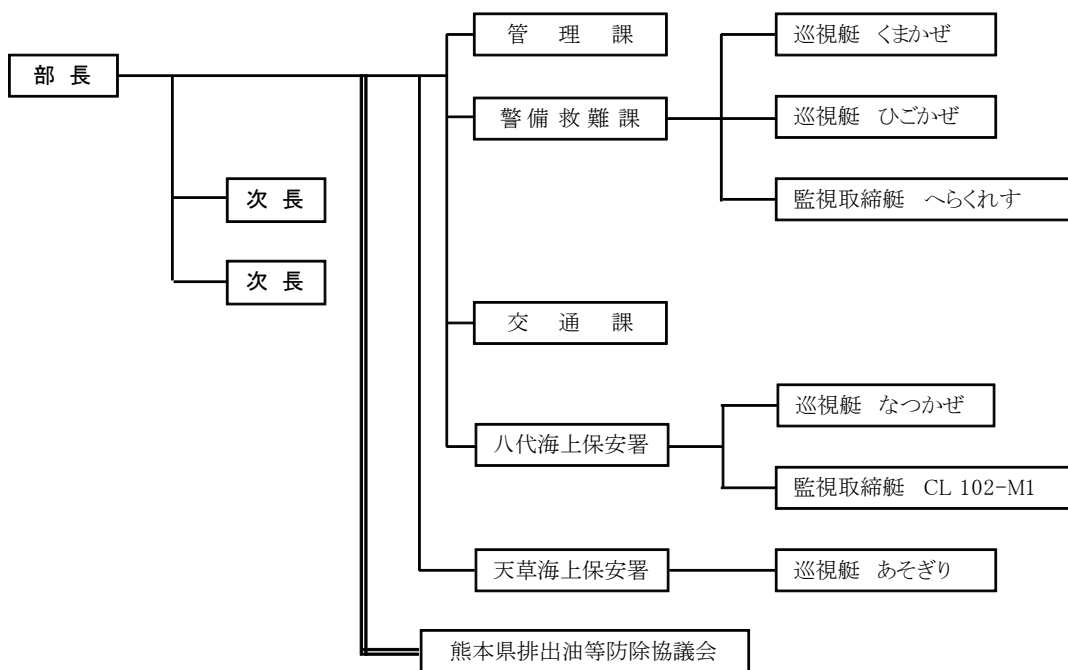 部 長
次 長
次 長
管 理 課
警 備 救 難 課
交 通 課
八代海上保安署
天草海上保安署
熊本県排出油等防除協議会
巡視艇 くまかぜ
巡視艇 ひごかぜ
監視取締艇 へらくれす
巡視艇 なつかぜ
監視取締艇 CL 102-M1
巡視艇 あそぎり